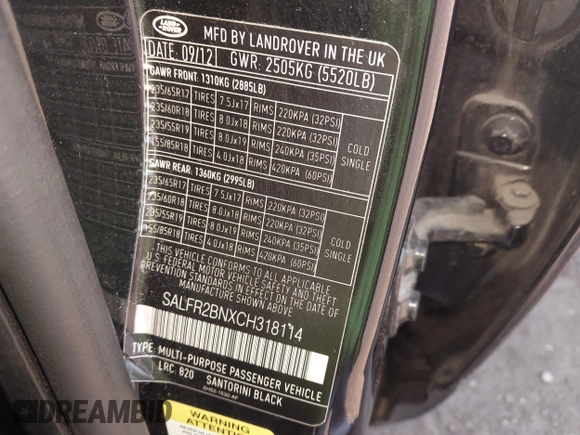 LAND ROVER
MFD BY LANDROVER IN THE UK
DATE: 09/12 GWR: 2505KG (5520LB)
GAWR FRONT: 1310KG (2885LB)
235/65R17 TIRES 7.5Jx17 RIMS 220KPA (32PSI)
235/60R18 TIRES 8.0Jx18 RIMS 220KPA (32PSI)
235/55R19 TIRES 8.0Jx19 RIMS 240KPA (35PSI)
155/85R18 TIRES 4.0Jx18 RIMS 420KPA (60PSI)
COLD
SINGLE
GAWR REAR: 1360KG (2995LB)
235/65R17 TIRES 7.5Jx17 RIMS 220KPA (32PSI)
235/60R18 TIRES 8.0Jx18 RIMS 220KPA (32PSI)
235/55R19 TIRES 8.0Jx19 RIMS 240KPA (35PSI)
155/85R18 TIRES 4.0Jx18 RIMS 420KPA (60PSI)
COLD
SINGLE
THIS VEHICLE CONFORMS TO ALL APPLICABLE
U.S FEDERAL MOTOR VEHICLE SAFETY AND THEFT
PREVENTION STANDARDS IN EFFECT ON THE DATE OF
MANUFACTURE SHOWN ABOVE.
SALFR2BNXCH318114
TYPE: MULTI-PURPOSE PASSENGER VEHICLE
LRC: 820 SANTORINI BLACK
WARNING
DREAMBID